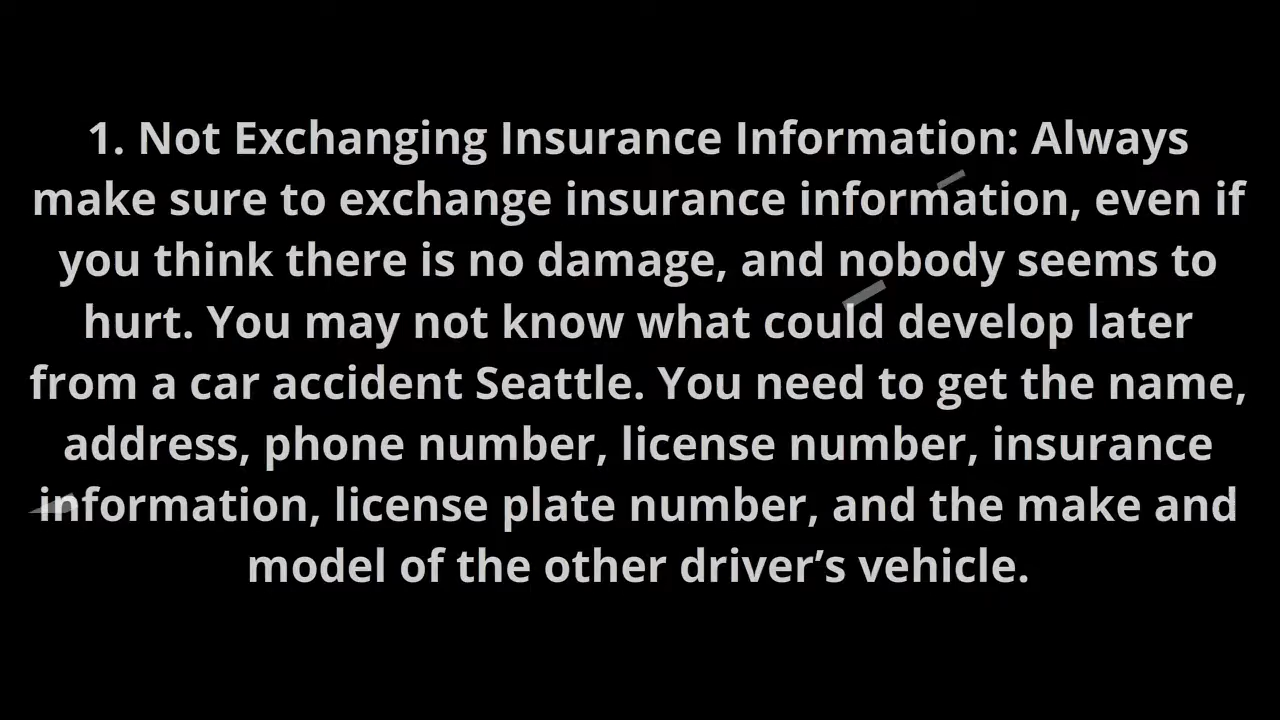 1. Not Exchanging Insurance Information: Always
make sure to exchange insurance information, even if
you think there is no damage, and nobody seems to
hurt. You may not know what could develop later
from a car accident Seattle. You need to get the name,
address, phone number, license number, insurance
information, license plate number, and the make and
model of the other driver’s vehicle.